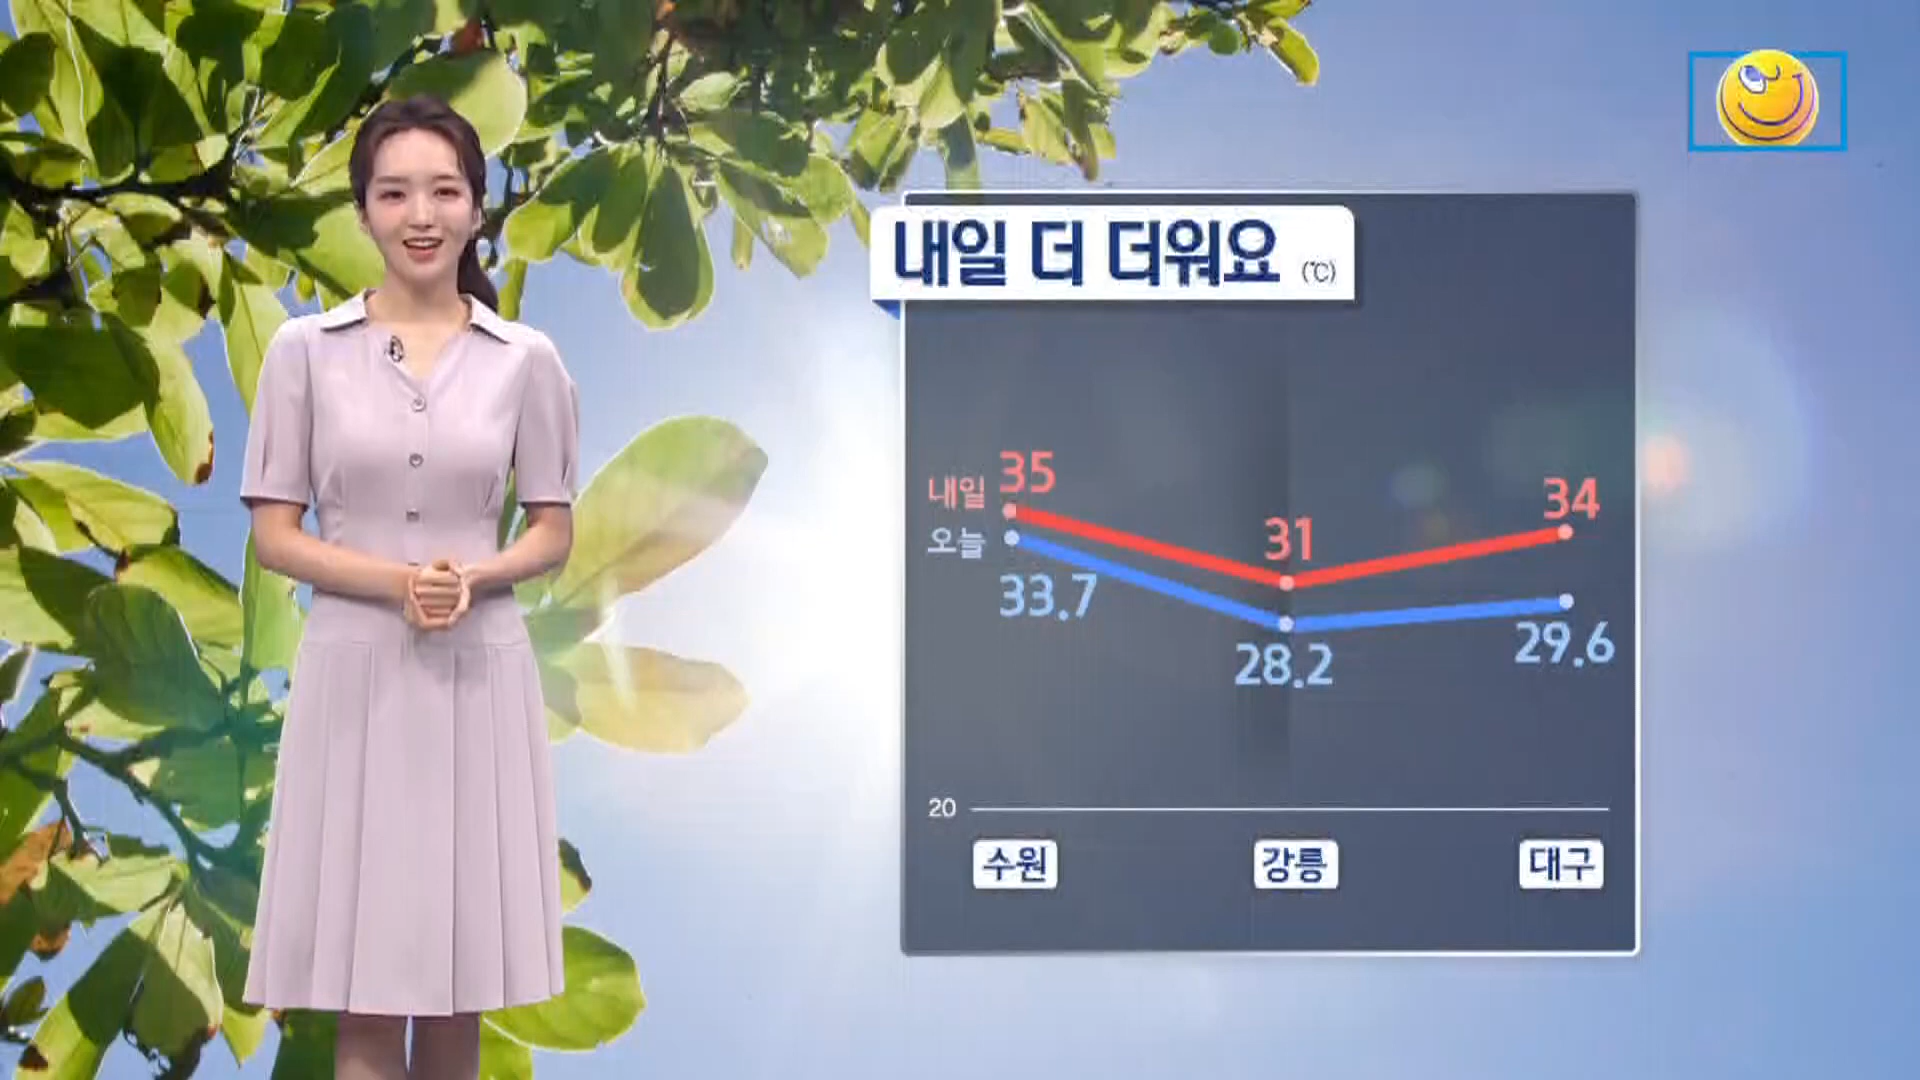 내일 더 더워요 (℃)
내일 35 31 34
오늘 33.7 28.2 29.6
20
수원 강릉 대구